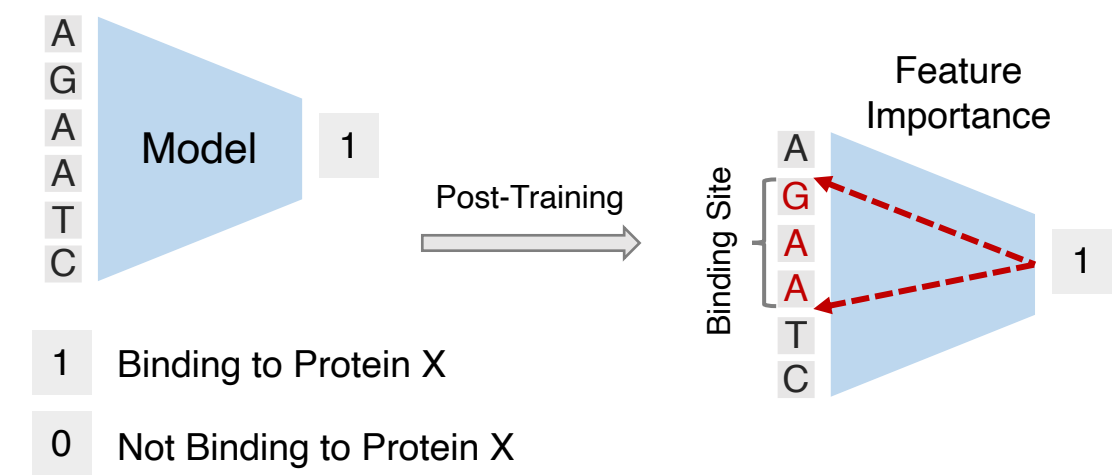 A
G
A
A
T
C
Model
1
Post-Training
Feature
Importance
Binding Site
A
G
A
A
T
C
1
1 Binding to Protein X
0 Not Binding to Protein X